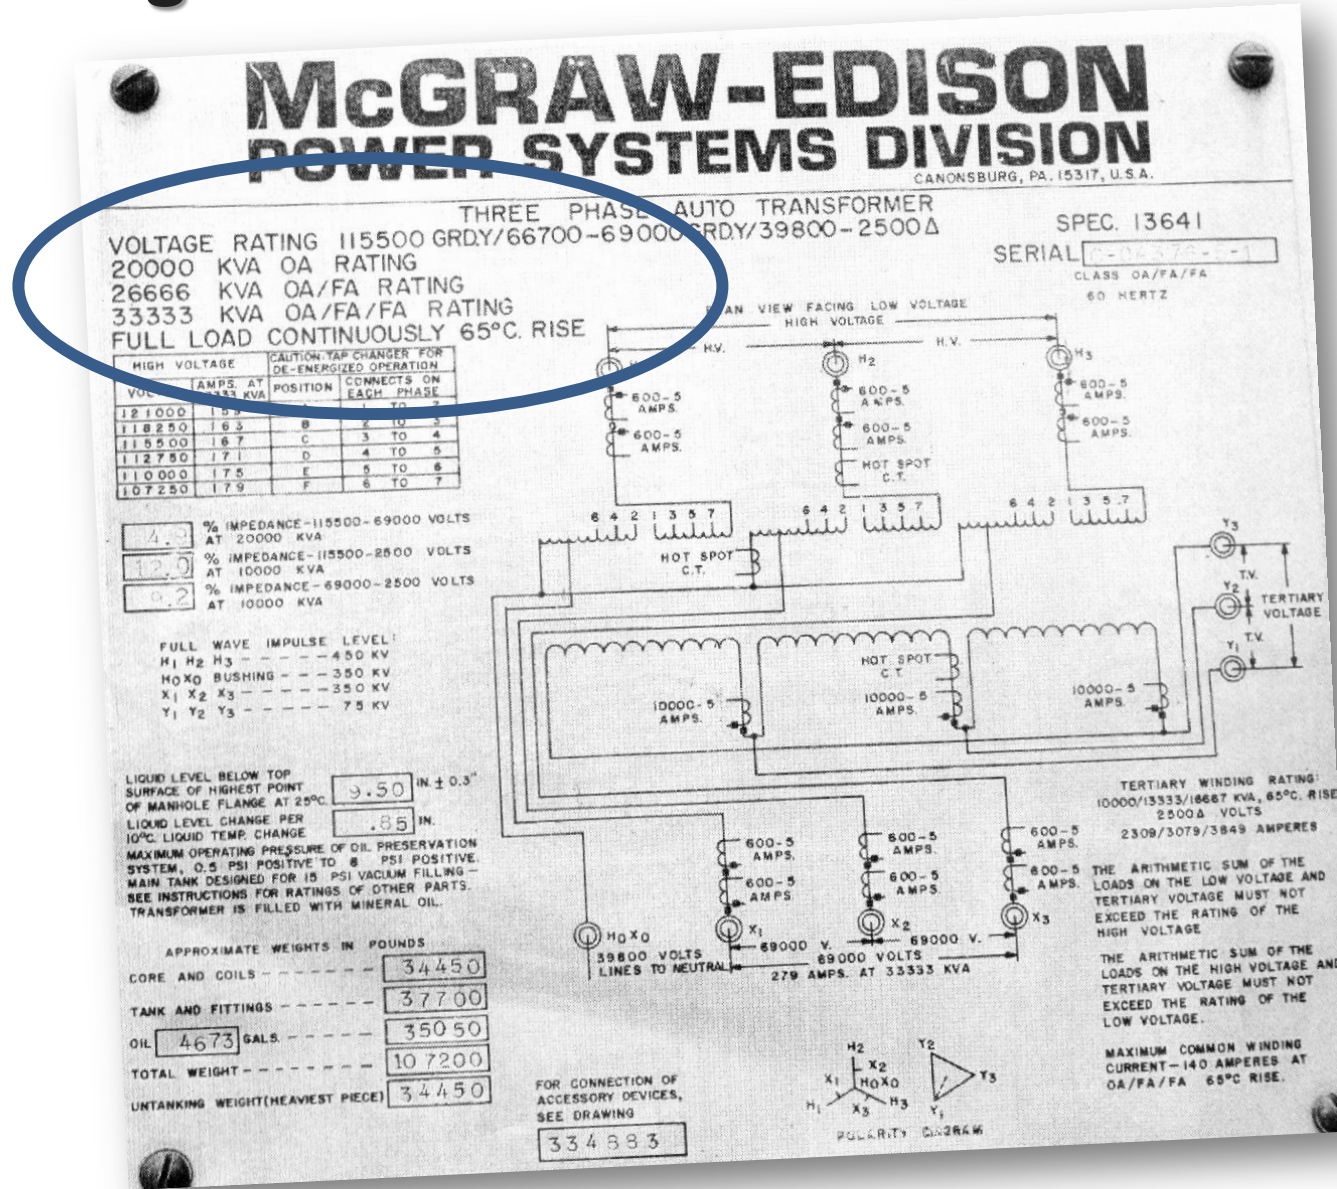 McGRAW-EDISON
POWER SYSTEMS DIVISION
CANONSBURG, PA. 15317, U.S.A.
THREE PHASE AUTO TRANSFORMER
VOLTAGE RATING 115500 GRDY/66700-69000 GRDY/39800-2500Δ
20000 KVA OA RATING
26666 KVA OA/FA RATING
33333 KVA OA/FA/FA RATING
FULL LOAD CONTINUOUSLY 65°C. RISE
SPEC. 13641
SERIAL
CLASS OA/FA/FA
60 HERTZ
HIGH VOLTAGE
CAUTION-TAP CHANGER FOR
DE-ENERGIZED OPERATION
AMPS. AT
KVA
POSITION
CONNECTS ON
EACH PHASE
121000
118250 163 B 2 TO 3
115500 167 C 3 TO 4
112750 171 D 4 TO 5
110000 175 E 5 TO 6
107250 179 F 6 TO 7
VIEW FACING LOW VOLTAGE
HIGH VOLTAGE
H.V. H.V.
H2 H3
600-5 AMPS. 600-5 AMPS. 600-5 AMPS.
600-5 AMPS. 600-5 AMPS. 600-5 AMPS.
HOT SPOT
C.T.
6 4 2 1 3 5 7 6 4 2 1 3 5 7 6 4 2 1 3 5 7
HOT SPOT
C.T.
4.9 % IMPEDANCE-115500-69000 VOLTS
AT 20000 KVA
12.0 % IMPEDANCE-115500-2500 VOLTS
AT 10000 KVA
9.2 % IMPEDANCE-69000-2500 VOLTS
AT 10000 KVA
Y3
T.V.
Y2
TERTIARY
VOLTAGE
T.V.
Y1
FULL WAVE IMPULSE LEVEL:
H1 H2 H3 ----- 450 KV
H0X0 BUSHING --- 350 KV
X1 X2 X3 ----- 350 KV
Y1 Y2 Y3 ----- 75 KV
HOT SPOT
C.T.
10000-5 AMPS. 10000-5 AMPS. 10000-5 AMPS.
LIQUID LEVEL BELOW TOP
SURFACE OF HIGHEST POINT
OF MANHOLE FLANGE AT 25°C. 9.50 IN. ± 0.3"
LIQUID LEVEL CHANGE PER
10°C. LIQUID TEMP. CHANGE .85 IN.
MAXIMUM OPERATING PRESSURE OF OIL PRESERVATION
SYSTEM, 0.5 PSI POSITIVE TO 8 PSI POSITIVE.
MAIN TANK DESIGNED FOR 15 PSI VACUUM FILLING-
SEE INSTRUCTIONS FOR RATINGS OF OTHER PARTS.
TRANSFORMER IS FILLED WITH MINERAL OIL.
TERTIARY WINDING RATING:
10000/13333/16667 KVA, 65°C. RISE
2500Δ VOLTS
2309/3079/3849 AMPERES
600-5 AMPS. 600-5 AMPS. 600-5 AMPS.
600-5 AMPS. 600-5 AMPS. 600-5 AMPS.
H0X0 X1 X2 X3
39800 VOLTS
LINES TO NEUTRAL
69000 V. 69000 V.
69000 VOLTS
279 AMPS. AT 33333 KVA
THE ARITHMETIC SUM OF THE
LOADS ON THE LOW VOLTAGE AND
TERTIARY VOLTAGE MUST NOT
EXCEED THE RATING OF THE
HIGH VOLTAGE
THE ARITHMETIC SUM OF THE
LOADS ON THE HIGH VOLTAGE AND
TERTIARY VOLTAGE MUST NOT
EXCEED THE RATING OF THE
LOW VOLTAGE.
MAXIMUM COMMON WINDING
CURRENT-140 AMPERES AT
OA/FA/FA 65°C RISE.
APPROXIMATE WEIGHTS IN POUNDS
CORE AND COILS ------- 34450
TANK AND FITTINGS ----- 37700
OIL 4673 GALS. ---- 35050
TOTAL WEIGHT -------- 107200
UNTANKING WEIGHT(HEAVIEST PIECE) 34450
FOR CONNECTION OF
ACCESSORY DEVICES,
SEE DRAWING
334883
H2 Y2
X2
X1 H0X0 Y3
H1 X3 H3 Y1
POLARITY DIAGRAM